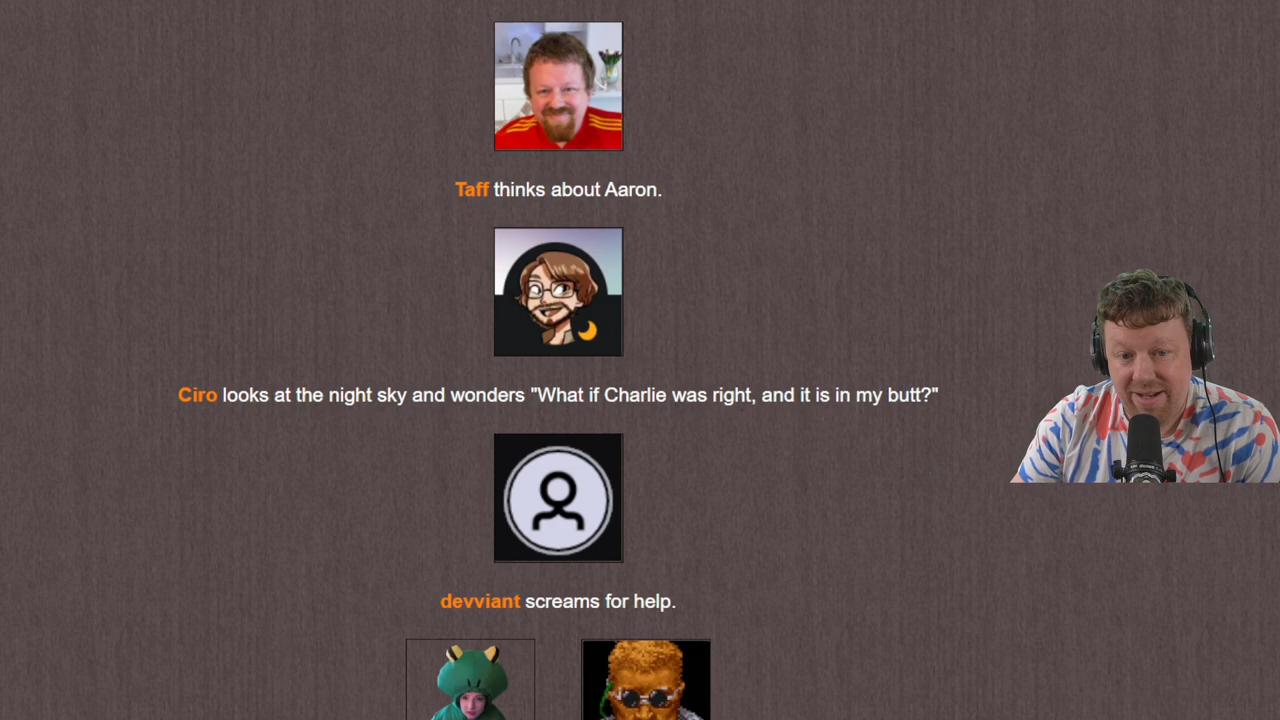 Taff thinks about Aaron.
Ciro looks at the night sky and wonders "What if Charlie was right, and it is in my butt?"
devviant screams for help.